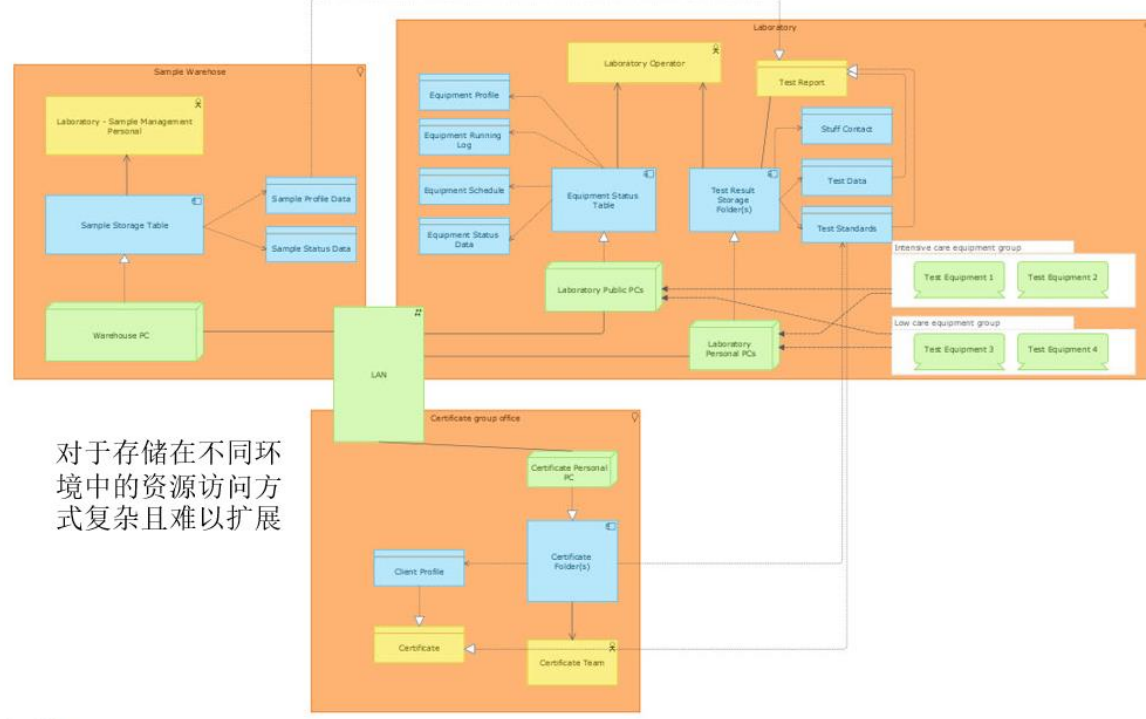 Laboratory
Sample Warehose
Laboratory - Sample Management
Personal
Sample Storage Table
Sample Profile Data
Sample Status Data
Warehouse PC
Laboratory Operator
Test Report
Equipment Profile
Equipment Running
Log
Equipment Schedule
Equipment Status
Data
Equipment Status
Table
Test Result
Storage
Folder(s)
Stuff Contact
Test Data
Test Standards
Laboratory Public PCs
Laboratory
Personal PCs
Intensive care equipment group
Test Equipment 1
Test Equipment 2
Low care equipment group
Test Equipment 3
Test Equipment 4
LAN
Certificate group office
Certificate Personal
PC
Certificate
Folder(s)
Client Profile
Certificate
Certificate Team
对于存储在不同环
境中的资源访问方
式复杂且难以扩展